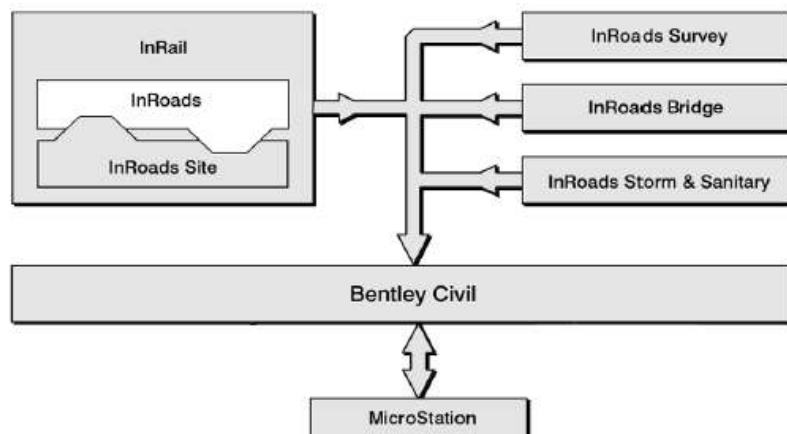 InRail
InRoads
InRoads Site
InRoads Survey
InRoads Bridge
InRoads Storm & Sanitary
Bentley Civil
MicroStation